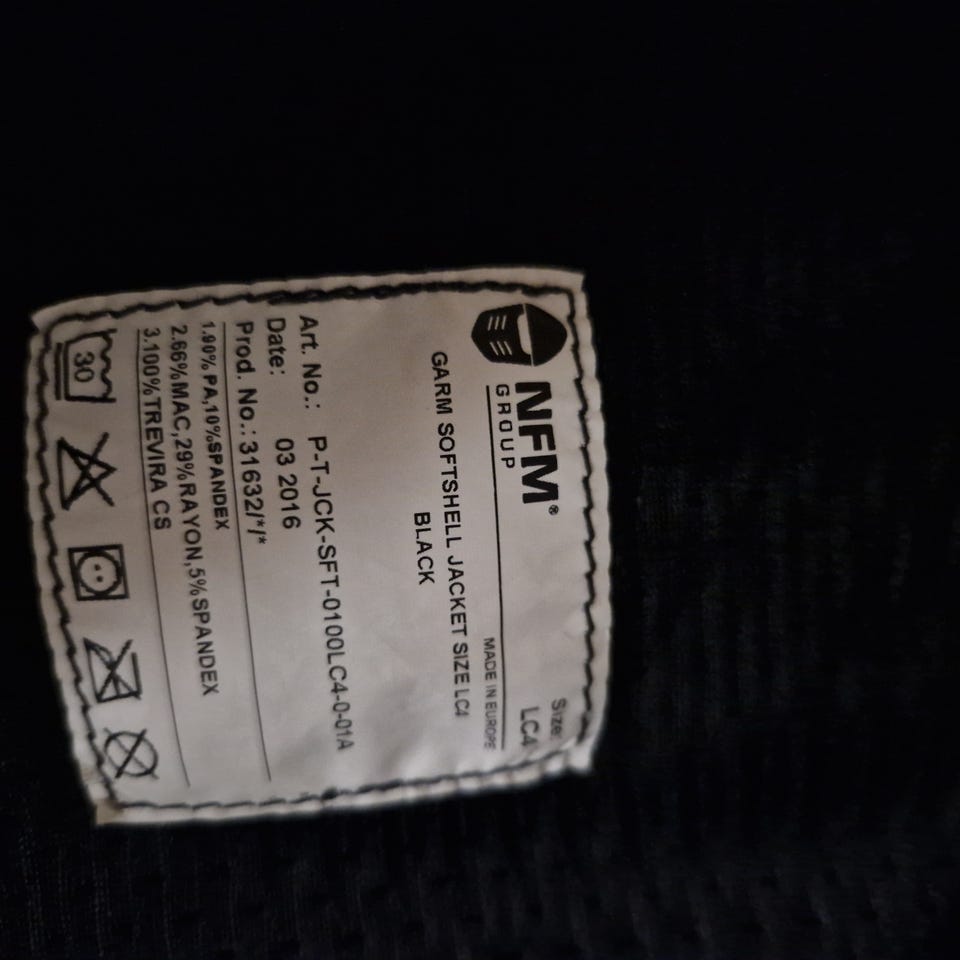 NFM®
GROUP
Size:
LC4
MADE IN EUROPE
GARM SOFTSHELL JACKET SIZE LC4
BLACK
Art. No.: P-T-JCK-SFT-0100LC4-0-01A
Date: 03 2016
Prod. No.: 31632/*/*
1.90% PA,10%SPANDEX
2.66%MAC,29%RAYON,5%SPANDEX
3.100%TREVIRA CS
30